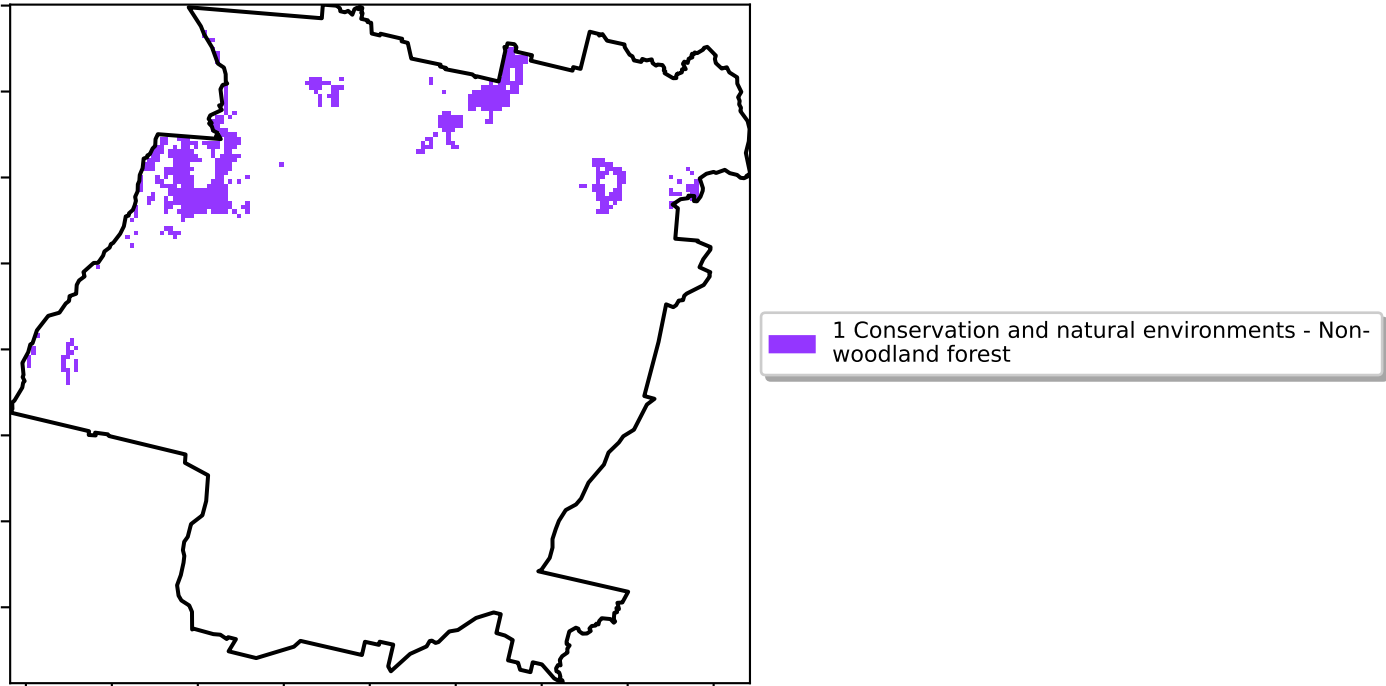 1 Conservation and natural environments - Non-
woodland forest